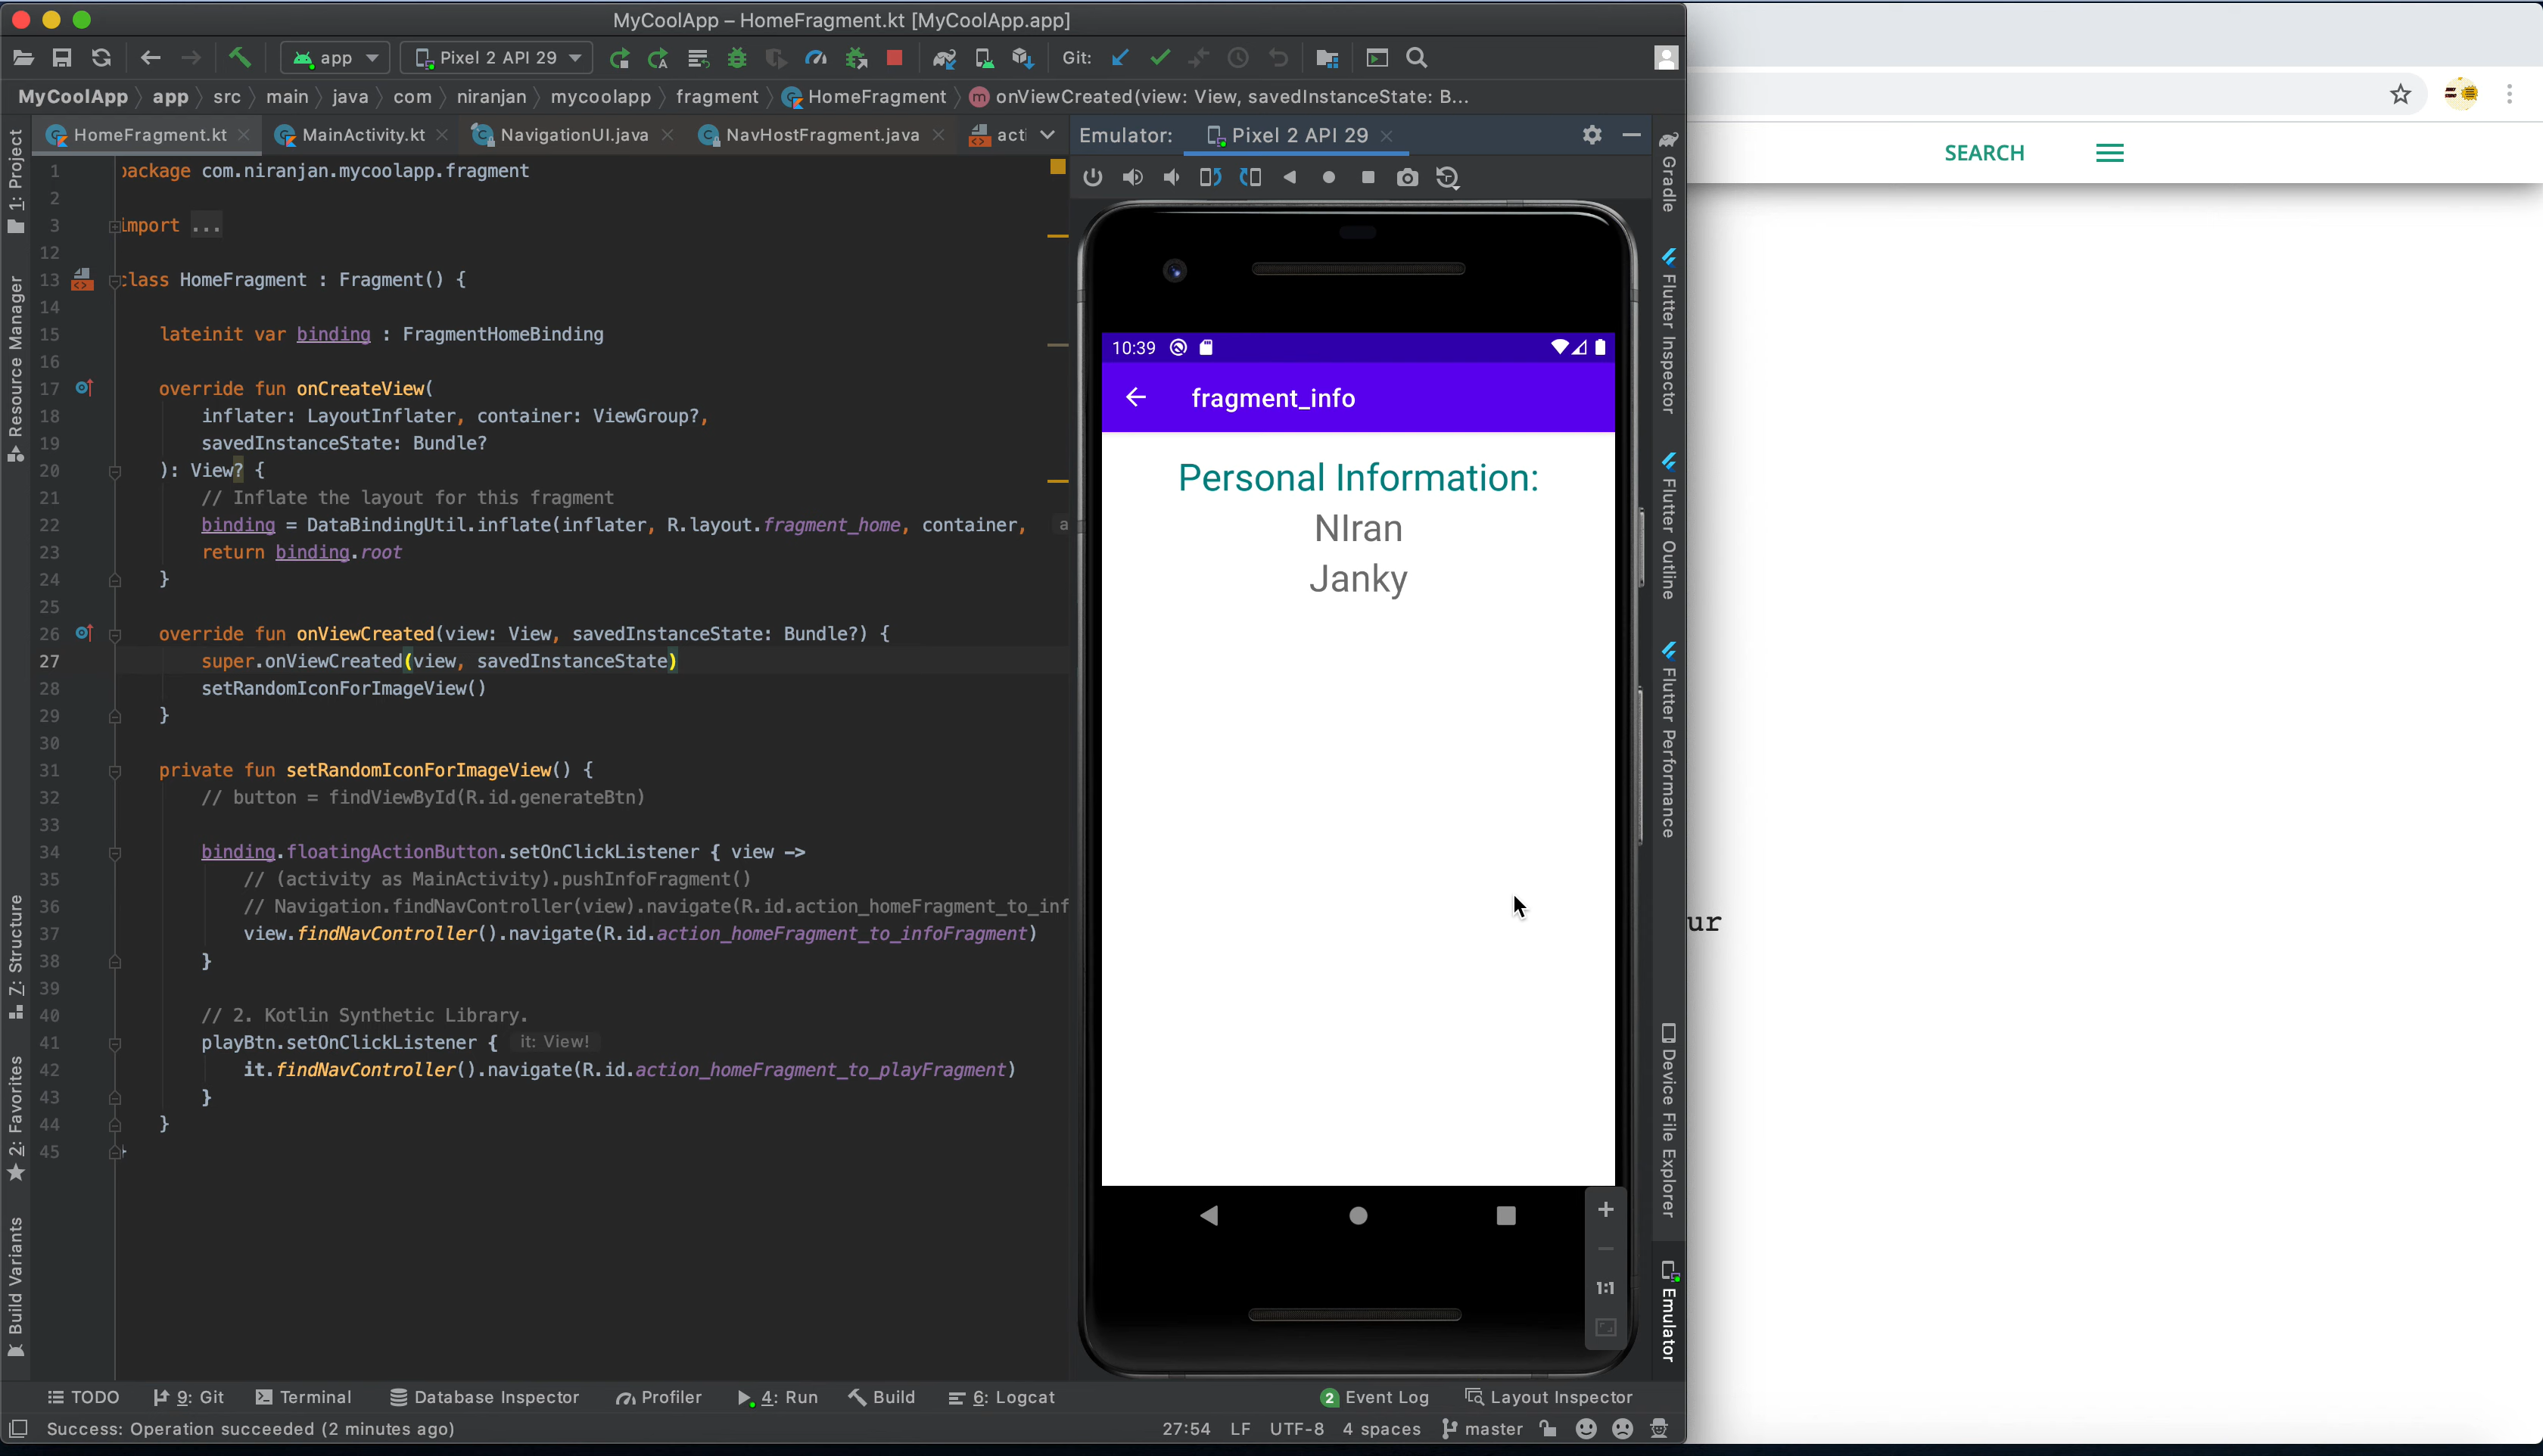 MyCoolApp – HomeFragment.kt [MyCoolApp.app]
app
Pixel 2 API 29
Git:
MyCoolApp
app
src
main
java
com
niranjan
mycoolapp
fragment
HomeFragment
onViewCreated(view: View, savedInstanceState: B...
HomeFragment.kt
MainActivity.kt
NavigationUI.java
NavHostFragment.java
acti
Emulator:
Pixel 2 API 29
1: Project
Resource Manager
Z: Structure
2: Favorites
Build Variants
1 package com.niranjan.mycoolapp.fragment
2
3 import ...
12
13 class HomeFragment : Fragment() {
14
15 lateinit var binding : FragmentHomeBinding
16
17 override fun onCreateView(
18 inflater: LayoutInflater, container: ViewGroup?,
19 savedInstanceState: Bundle?
20 ): View? {
21 // Inflate the layout for this fragment
22 binding = DataBindingUtil.inflate(inflater, R.layout.fragment_home, container, a
23 return binding.root
24 }
25
26 override fun onViewCreated(view: View, savedInstanceState: Bundle?) {
27 super.onViewCreated(view, savedInstanceState)
28 setRandomIconForImageView()
29 }
30
31 private fun setRandomIconForImageView() {
32 // button = findViewById(R.id.generateBtn)
33
34 binding.floatingActionButton.setOnClickListener { view ->
35 // (activity as MainActivity).pushInfoFragment()
36 // Navigation.findNavController(view).navigate(R.id.action_homeFragment_to_inf
37 view.findNavController().navigate(R.id.action_homeFragment_to_infoFragment)
38 }
39
40 // 2. Kotlin Synthetic Library.
41 playBtn.setOnClickListener { it: View!
42 it.findNavController().navigate(R.id.action_homeFragment_to_playFragment)
43 }
44 }
45 }
10:39
fragment_info
Personal Information:
NIran
Janky
1:1
Gradle
Flutter Inspector
Flutter Outline
Flutter Performance
Device File Explorer
Emulator
SEARCH
ur
TODO
9: Git
Terminal
Database Inspector
Profiler
4: Run
Build
6: Logcat
2 Event Log
Layout Inspector
Success: Operation succeeded (2 minutes ago)
27:54
LF
UTF-8
4 spaces
master